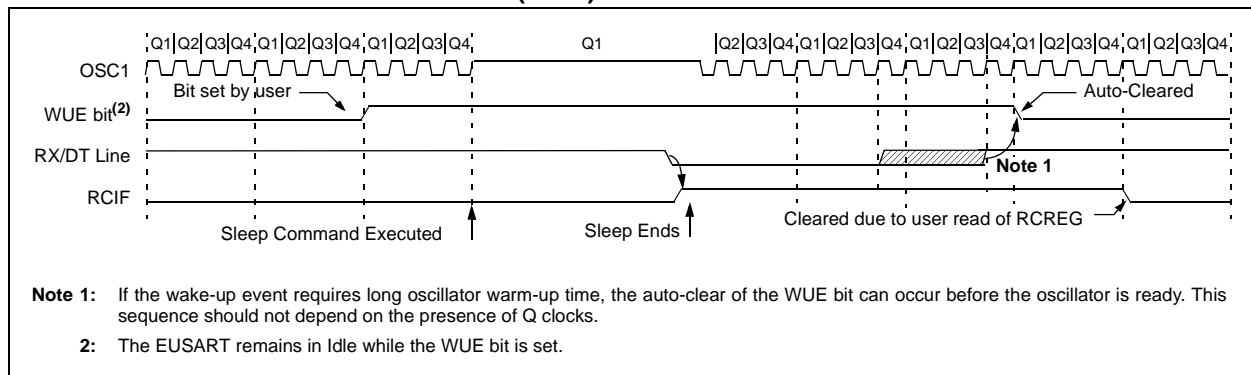 Q1 Q2 Q3 Q4 Q1 Q2 Q3 Q4 Q1 Q2 Q3 Q4 Q1 Q2 Q3 Q4 Q1 Q2 Q3 Q4 Q1 Q2 Q3 Q4 Q1 Q2 Q3 Q4 Q1 Q2 Q3 Q4
OSC1
Bit set by user
Auto-Cleared
WUE bit(2)
RX/DT Line
Note 1
RCIF
Cleared due to user read of RCREG
Sleep Command Executed
Sleep Ends
Note 1: If the wake-up event requires long oscillator warm-up time, the auto-clear of the WUE bit can occur before the oscillator is ready. This
sequence should not depend on the presence of Q clocks.
2: The EUSART remains in Idle while the WUE bit is set.